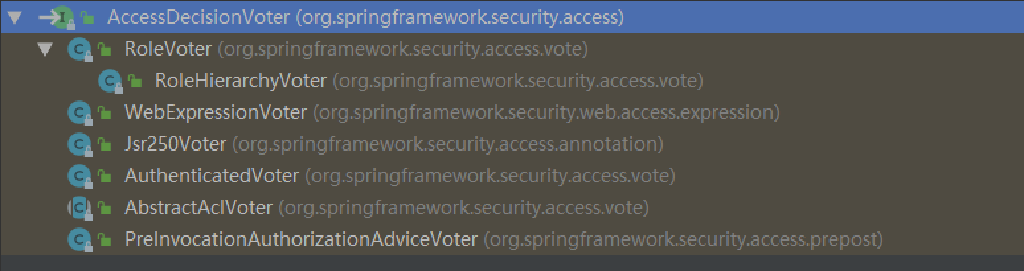 AccessDecisionVoter (org.springframework.security.access)
RoleVoter (org.springframework.security.access.vote)
RoleHierarchyVoter (org.springframework.security.access.vote)
WebExpressionVoter (org.springframework.security.web.access.expression)
Jsr250Voter (org.springframework.security.access.annotation)
AuthenticatedVoter (org.springframework.security.access.vote)
AbstractAclVoter (org.springframework.security.access.vote)
PreInvocationAuthorizationAdviceVoter (org.springframework.security.access.prepost)